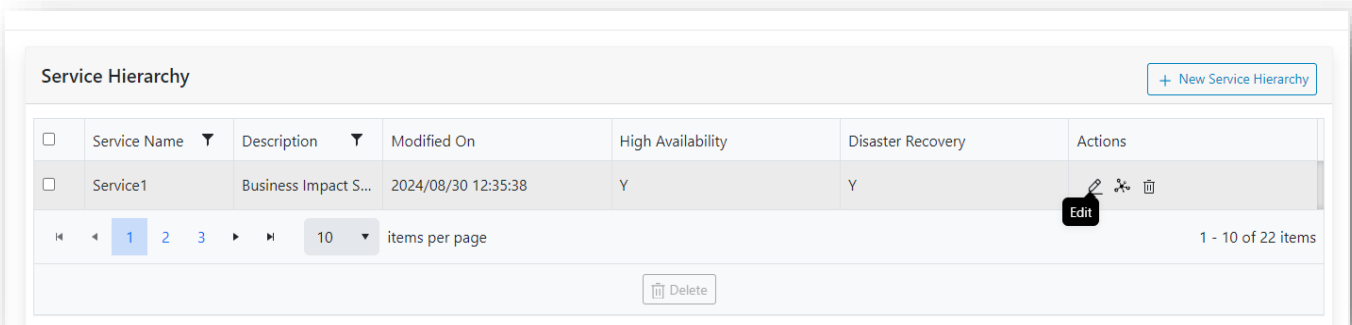 Service Hierarchy
+ New Service Hierarchy
Service Name Description Modified On High Availability Disaster Recovery Actions
Service1 Business Impact S... 2024/08/30 12:35:38 Y Y
Edit
1 2 3 10 items per page 1 - 10 of 22 items
Delete